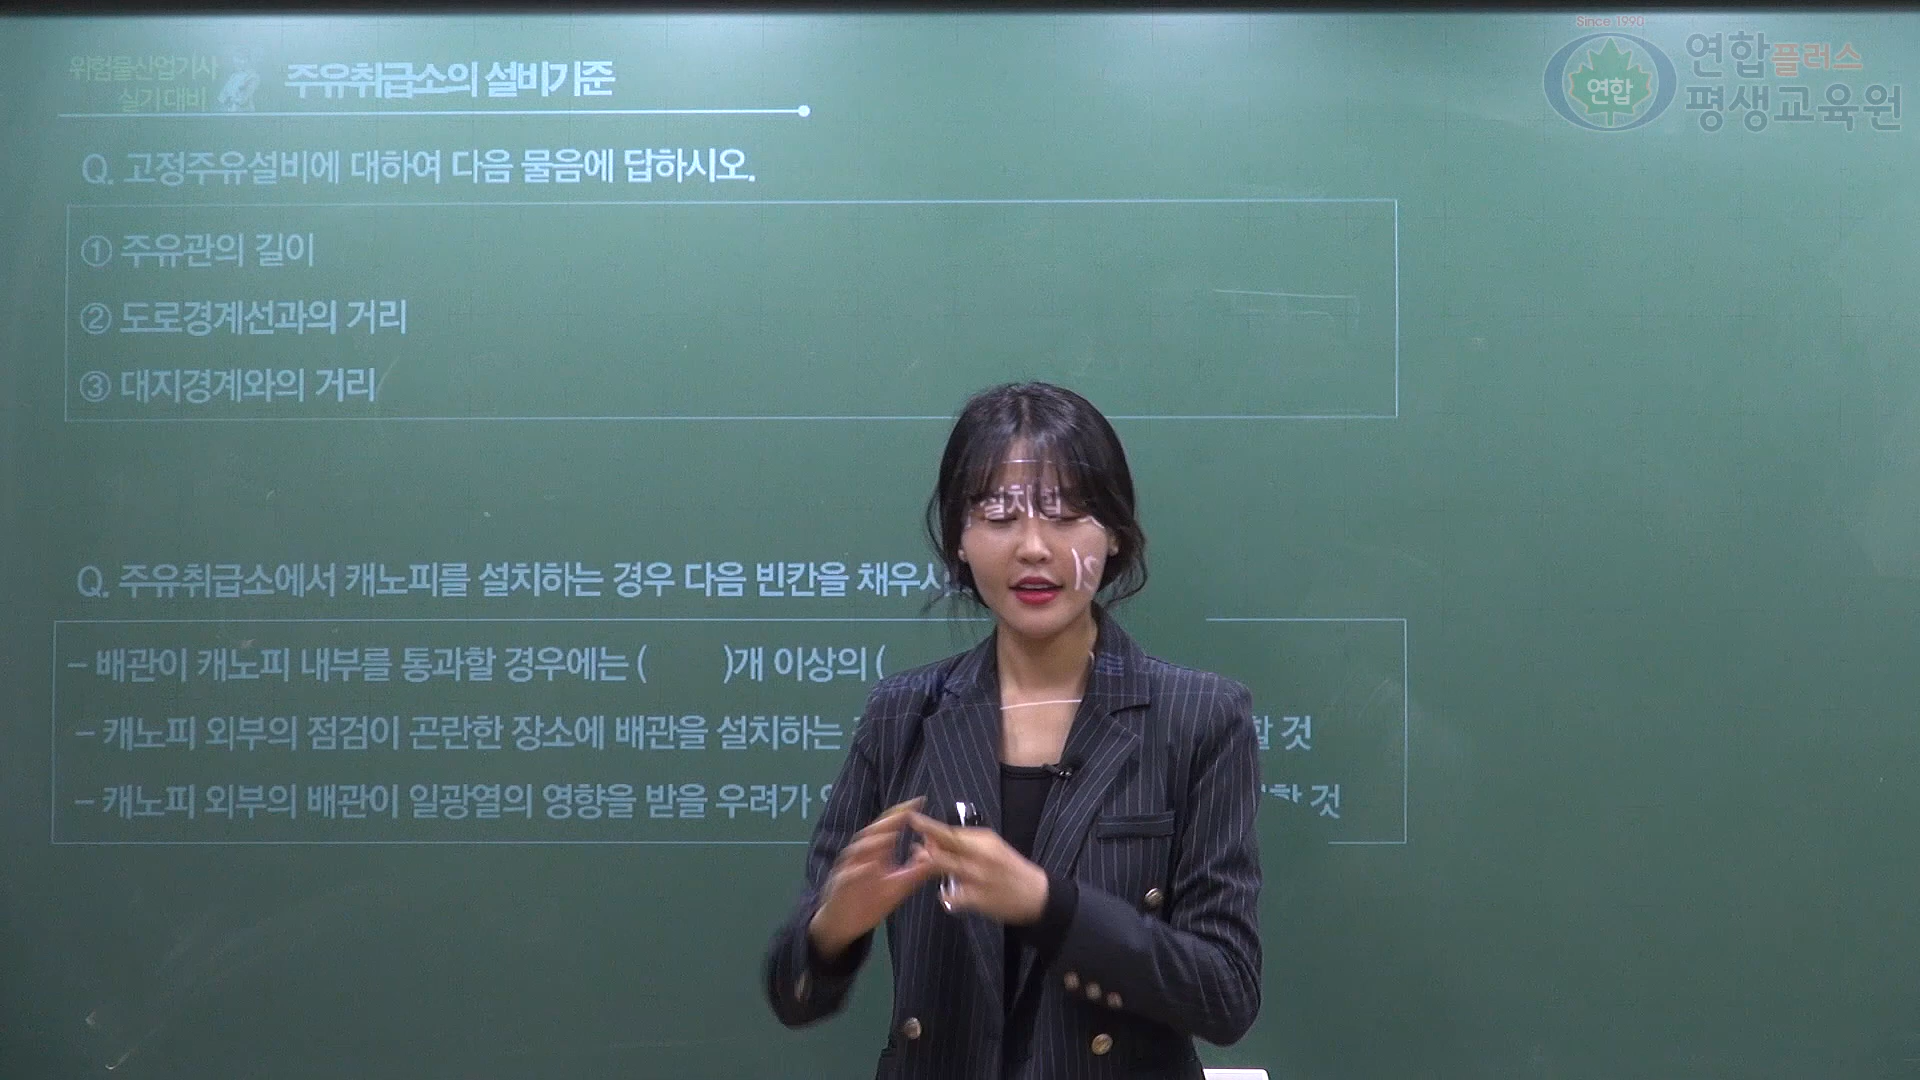 Since 1990
연합
연합플러스
평생교육원
위험물산업기사
실기 대비
주유취급소의 설비기준
Q. 고정주유설비에 대하여 다음 물음에 답하시오.
① 주유관의 길이
② 도로경계선과의 거리
③ 대지경계와의 거리
Q. 주유취급소에서 캐노피를 설치하는 경우 다음 빈칸을 채우시
- 배관이 캐노피 내부를 통과할 경우에는 ( )개 이상의 (
- 캐노피 외부의 점검이 곤란한 장소에 배관을 설치하는 할 것
- 캐노피 외부의 배관이 일광열의 영향을 받을 우려가 할 것